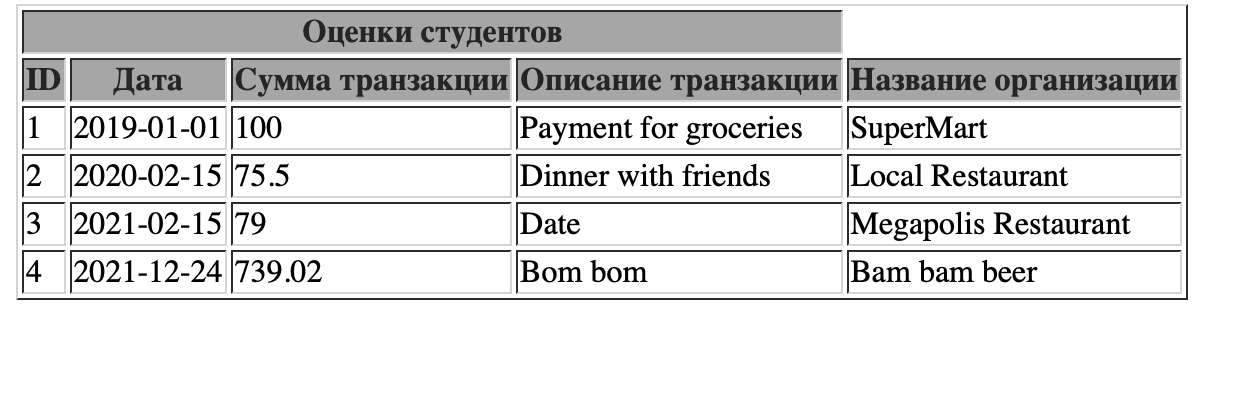 Оценки студентов
ID Дата Сумма транзакции Описание транзакции Название организации
1 2019-01-01 100 Payment for groceries SuperMart
2 2020-02-15 75.5 Dinner with friends Local Restaurant
3 2021-02-15 79 Date Megapolis Restaurant
4 2021-12-24 739.02 Bom bom Bam bam beer